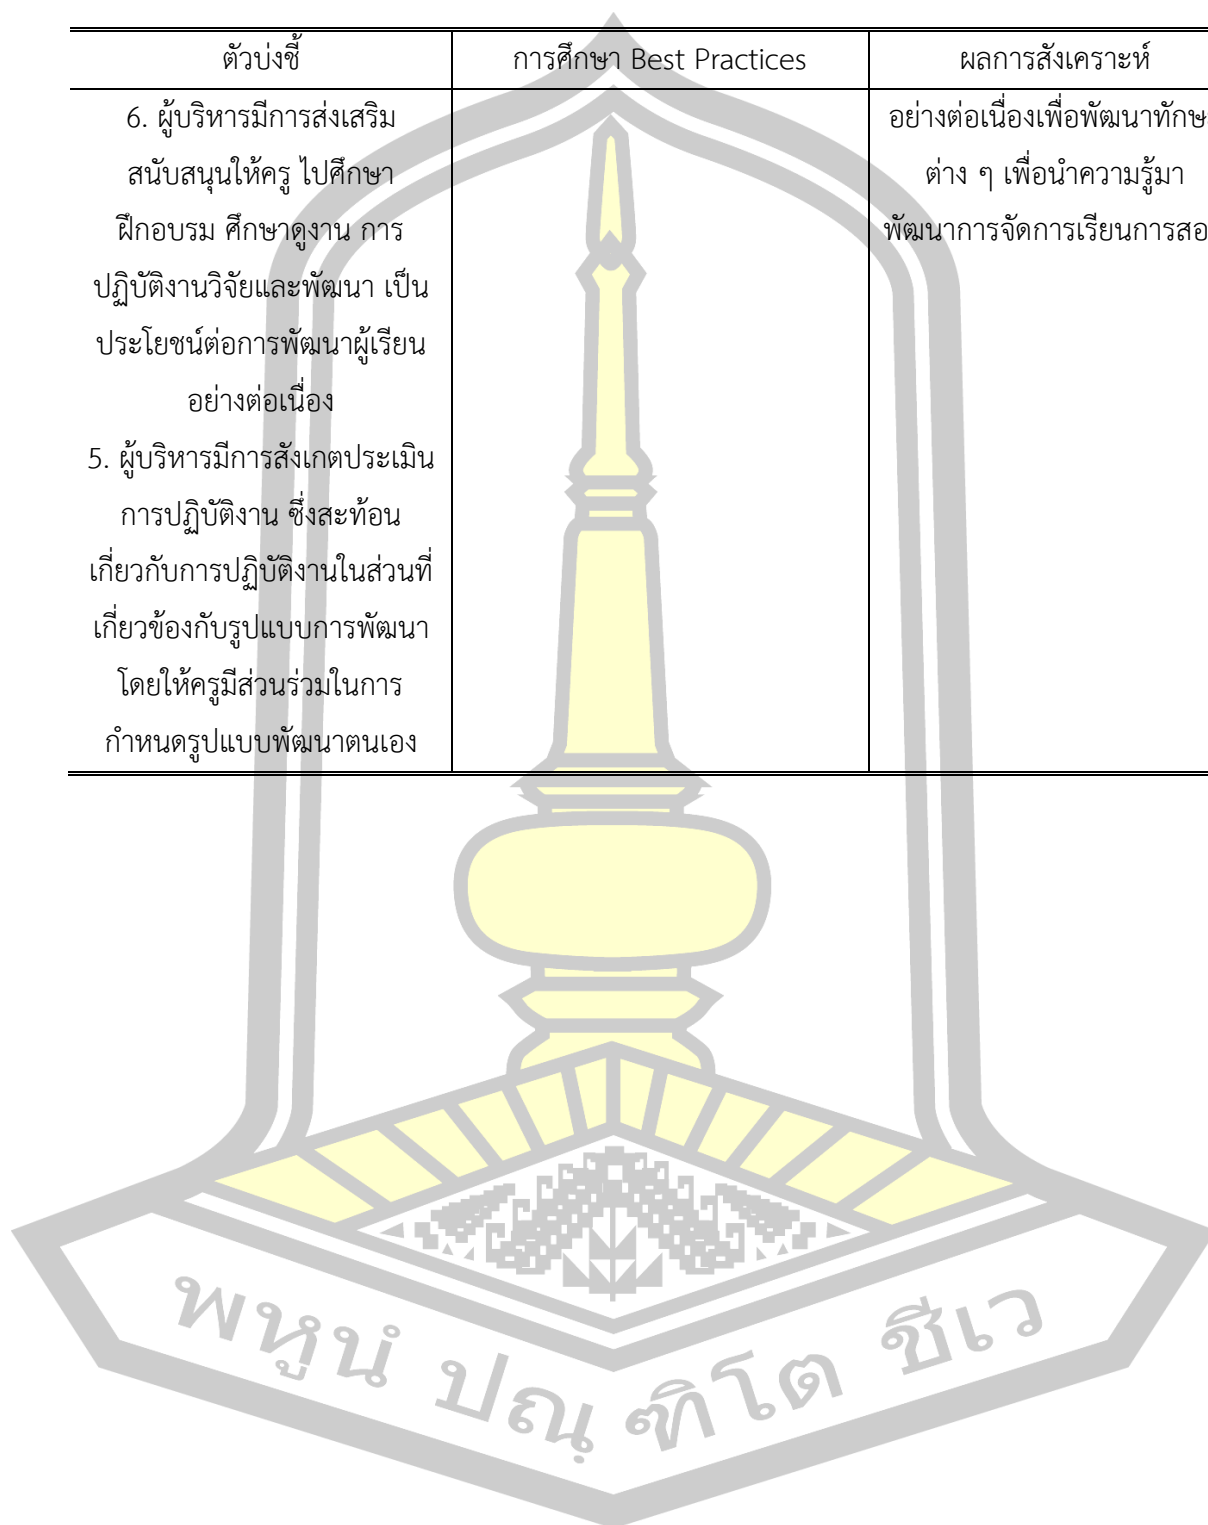 ตัวบ่งชี้ การศึกษา Best Practices ผลการสังเคราะห์
6. ผู้บริหารมีการส่งเสริม
สนับสนุนให้ครู ไปศึกษา
ฝึกอบรม ศึกษาดูงาน การ
ปฏิบัติงานวิจัยและพัฒนา เป็น
ประโยชน์ต่อการพัฒนาผู้เรียน
อย่างต่อเนื่อง
5. ผู้บริหารมีการสังเกตประเมิน
การปฏิบัติงาน ซึ่งสะท้อน
เกี่ยวกับการปฏิบัติงานในส่วนที่
เกี่ยวข้องกับรูปแบบการพัฒนา
โดยให้ครูมีส่วนร่วมในการ
กำหนดรูปแบบพัฒนาตนเอง
อย่างต่อเนื่องเพื่อพัฒนาทักษ
ต่าง ๆ เพื่อนำความรู้มา
พัฒนาการจัดการเรียนการสอ
พหูนํ ปณฺฑิโต ชีเว